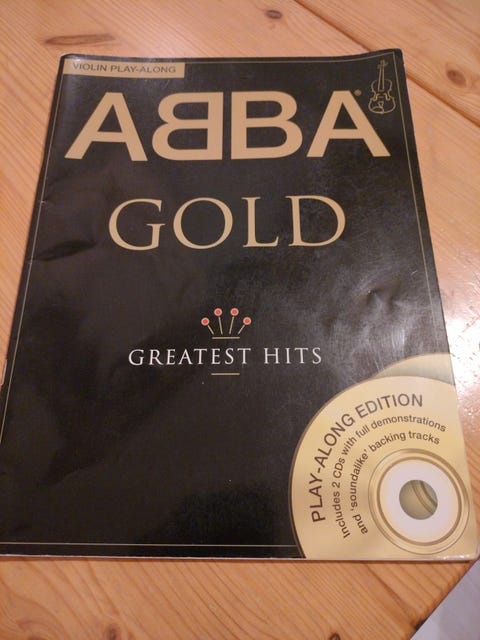 VIOLIN PLAY-ALONG
ABBA®
GOLD
GREATEST HITS
PLAY-ALONG EDITION
Includes 2 CDs with full demonstrations
and 'soundalike' backing tracks